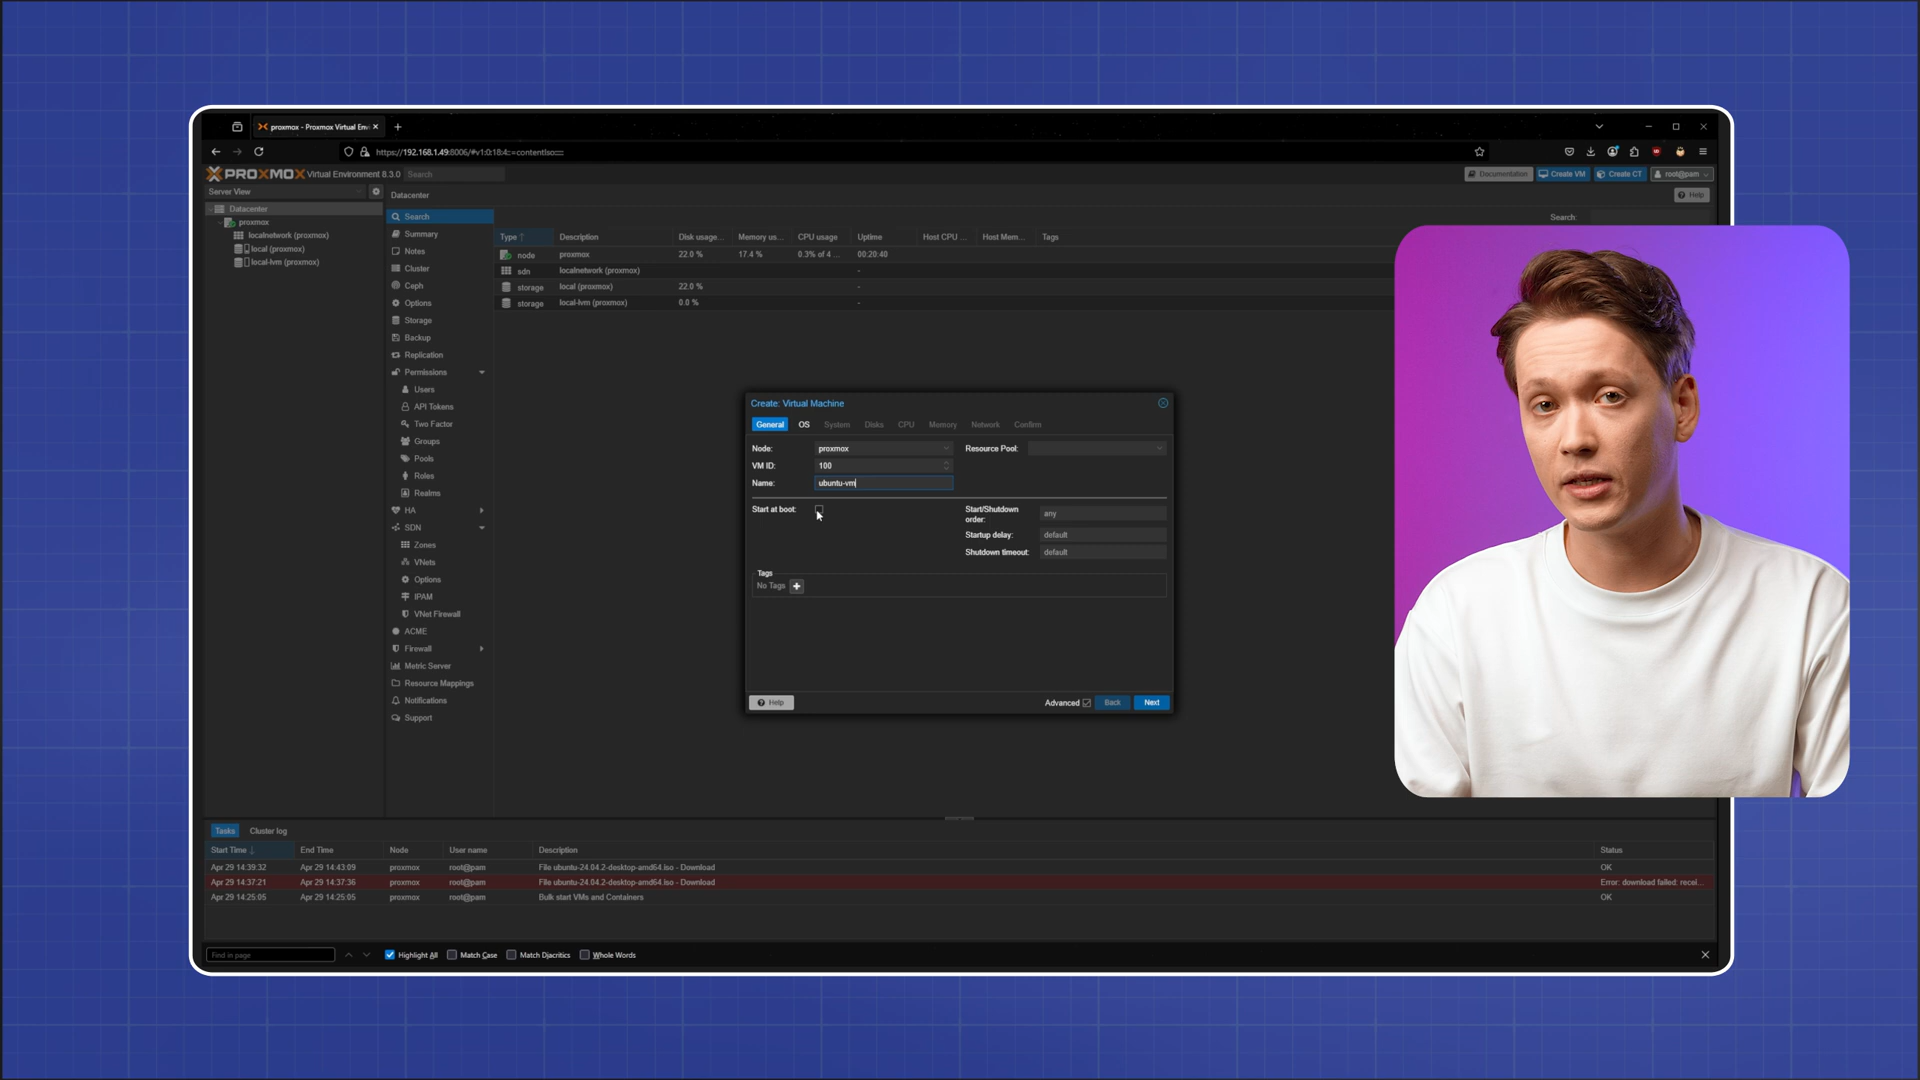 proxmox - Proxmox Virtual En
https://192.168.1.49:8006/#v1:0:18:4:::=contentIso::::
PROXMOX Virtual Environment 8.3.0 Search
Documentation Create VM Create CT root@pam
Server View
Datacenter
Help
Datacenter
proxmox
localnetwork (proxmox)
local (proxmox)
local-lvm (proxmox)
Search
Summary
Notes
Cluster
Ceph
Options
Storage
Backup
Replication
Permissions
Users
API Tokens
Two Factor
Groups
Pools
Roles
Realms
HA
SDN
Zones
VNets
Options
IPAM
VNet Firewall
ACME
Firewall
Metric Server
Resource Mappings
Notifications
Support
Search:
Type ↑ Description Disk usage... Memory us... CPU usage Uptime Host CPU ... Host Mem... Tags
node proxmox 22.0 % 17.4 % 0.3% of 4 ... 00:20:40
sdn localnetwork (proxmox) -
storage local (proxmox) 22.0 % -
storage local-lvm (proxmox) 0.0 % -
Create: Virtual Machine
General OS System Disks CPU Memory Network Confirm
Node: proxmox Resource Pool:
VM ID: 100
Name: ubuntu-vm
Start at boot: Start/Shutdown order: any
Startup delay: default
Shutdown timeout: default
Tags
No Tags
Help Advanced Back Next
Tasks Cluster log
Start Time ↓ End Time Node User name Description Status
Apr 29 14:39:32 Apr 29 14:43:09 proxmox root@pam File ubuntu-24.04.2-desktop-amd64.iso - Download OK
Apr 29 14:37:21 Apr 29 14:37:36 proxmox root@pam File ubuntu-24.04.2-desktop-amd64.iso - Download Error: download failed: recei...
Apr 29 14:25:05 Apr 29 14:25:05 proxmox root@pam Bulk start VMs and Containers OK
Find in page Highlight All Match Case Match Diacritics Whole Words